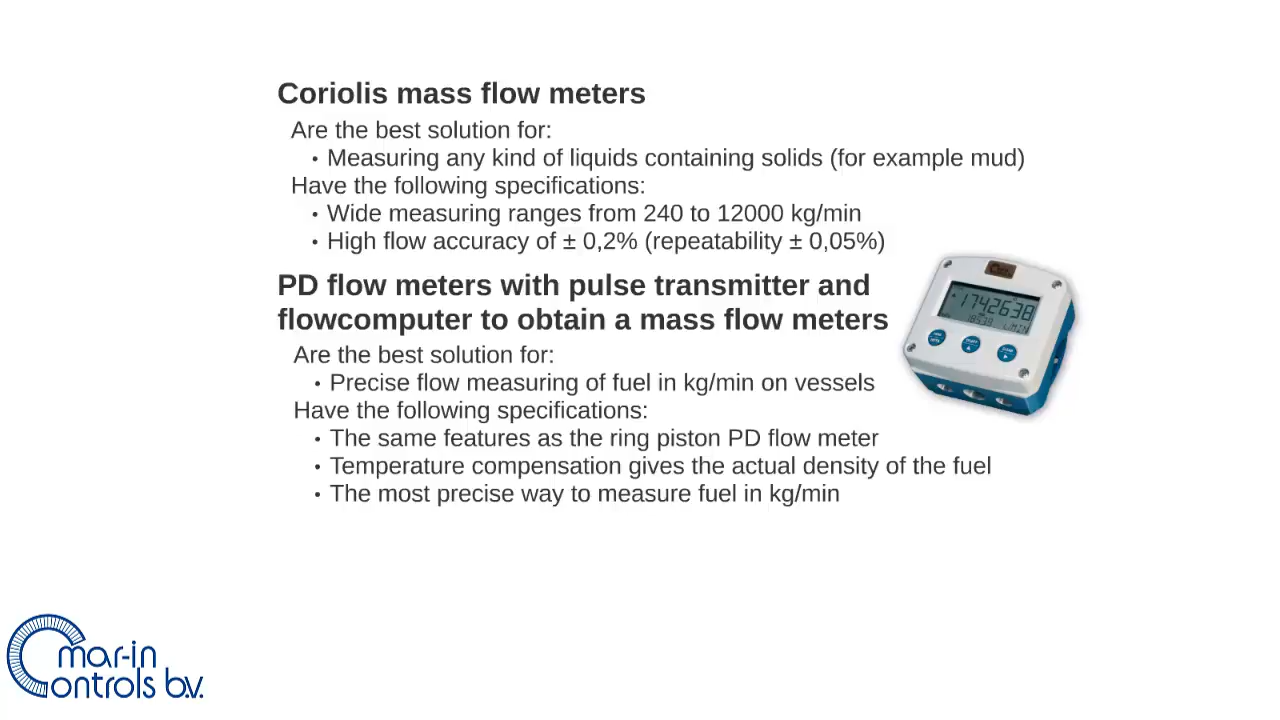 Coriolis mass flow meters
Are the best solution for:
• Measuring any kind of liquids containing solids (for example mud)
Have the following specifications:
• Wide measuring ranges from 240 to 12000 kg/min
• High flow accuracy of ± 0,2% (repeatability ± 0,05%)
PD flow meters with pulse transmitter and
flowcomputer to obtain a mass flow meters
Are the best solution for:
• Precise flow measuring of fuel in kg/min on vessels
Have the following specifications:
• The same features as the ring piston PD flow meter
• Temperature compensation gives the actual density of the fuel
• The most precise way to measure fuel in kg/min
1742638
L/MIN
mar-in
Controls b.v.